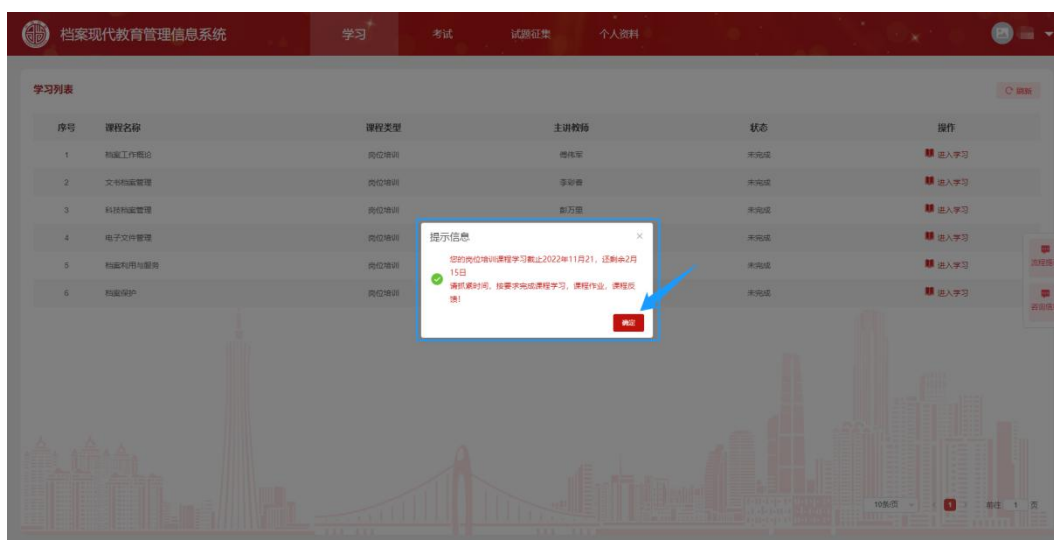 档案现代教育管理信息系统
学习
考试
试题征集
个人资料
学习列表
刷新
序号 课程名称 课程类型 主讲教师 状态 操作
1 档案工作概论 岗位培训 未完成 进入学习
2 文书档案管理 岗位培训 未完成 进入学习
3 科技档案管理 岗位培训 彭万里 未完成 进入学习
4 电子文件管理 岗位培训 未完成 进入学习
5 档案利用与服务 岗位培训 未完成 进入学习
6 档案保护 岗位培训 未完成 进入学习
提示信息
您的岗位培训课程学习截止2022年11月21，还剩余2月
15日
请抓紧时间，按要求完成课程学习，课程作业，课程反
馈！
确定
10条/页 1 前往 1 页